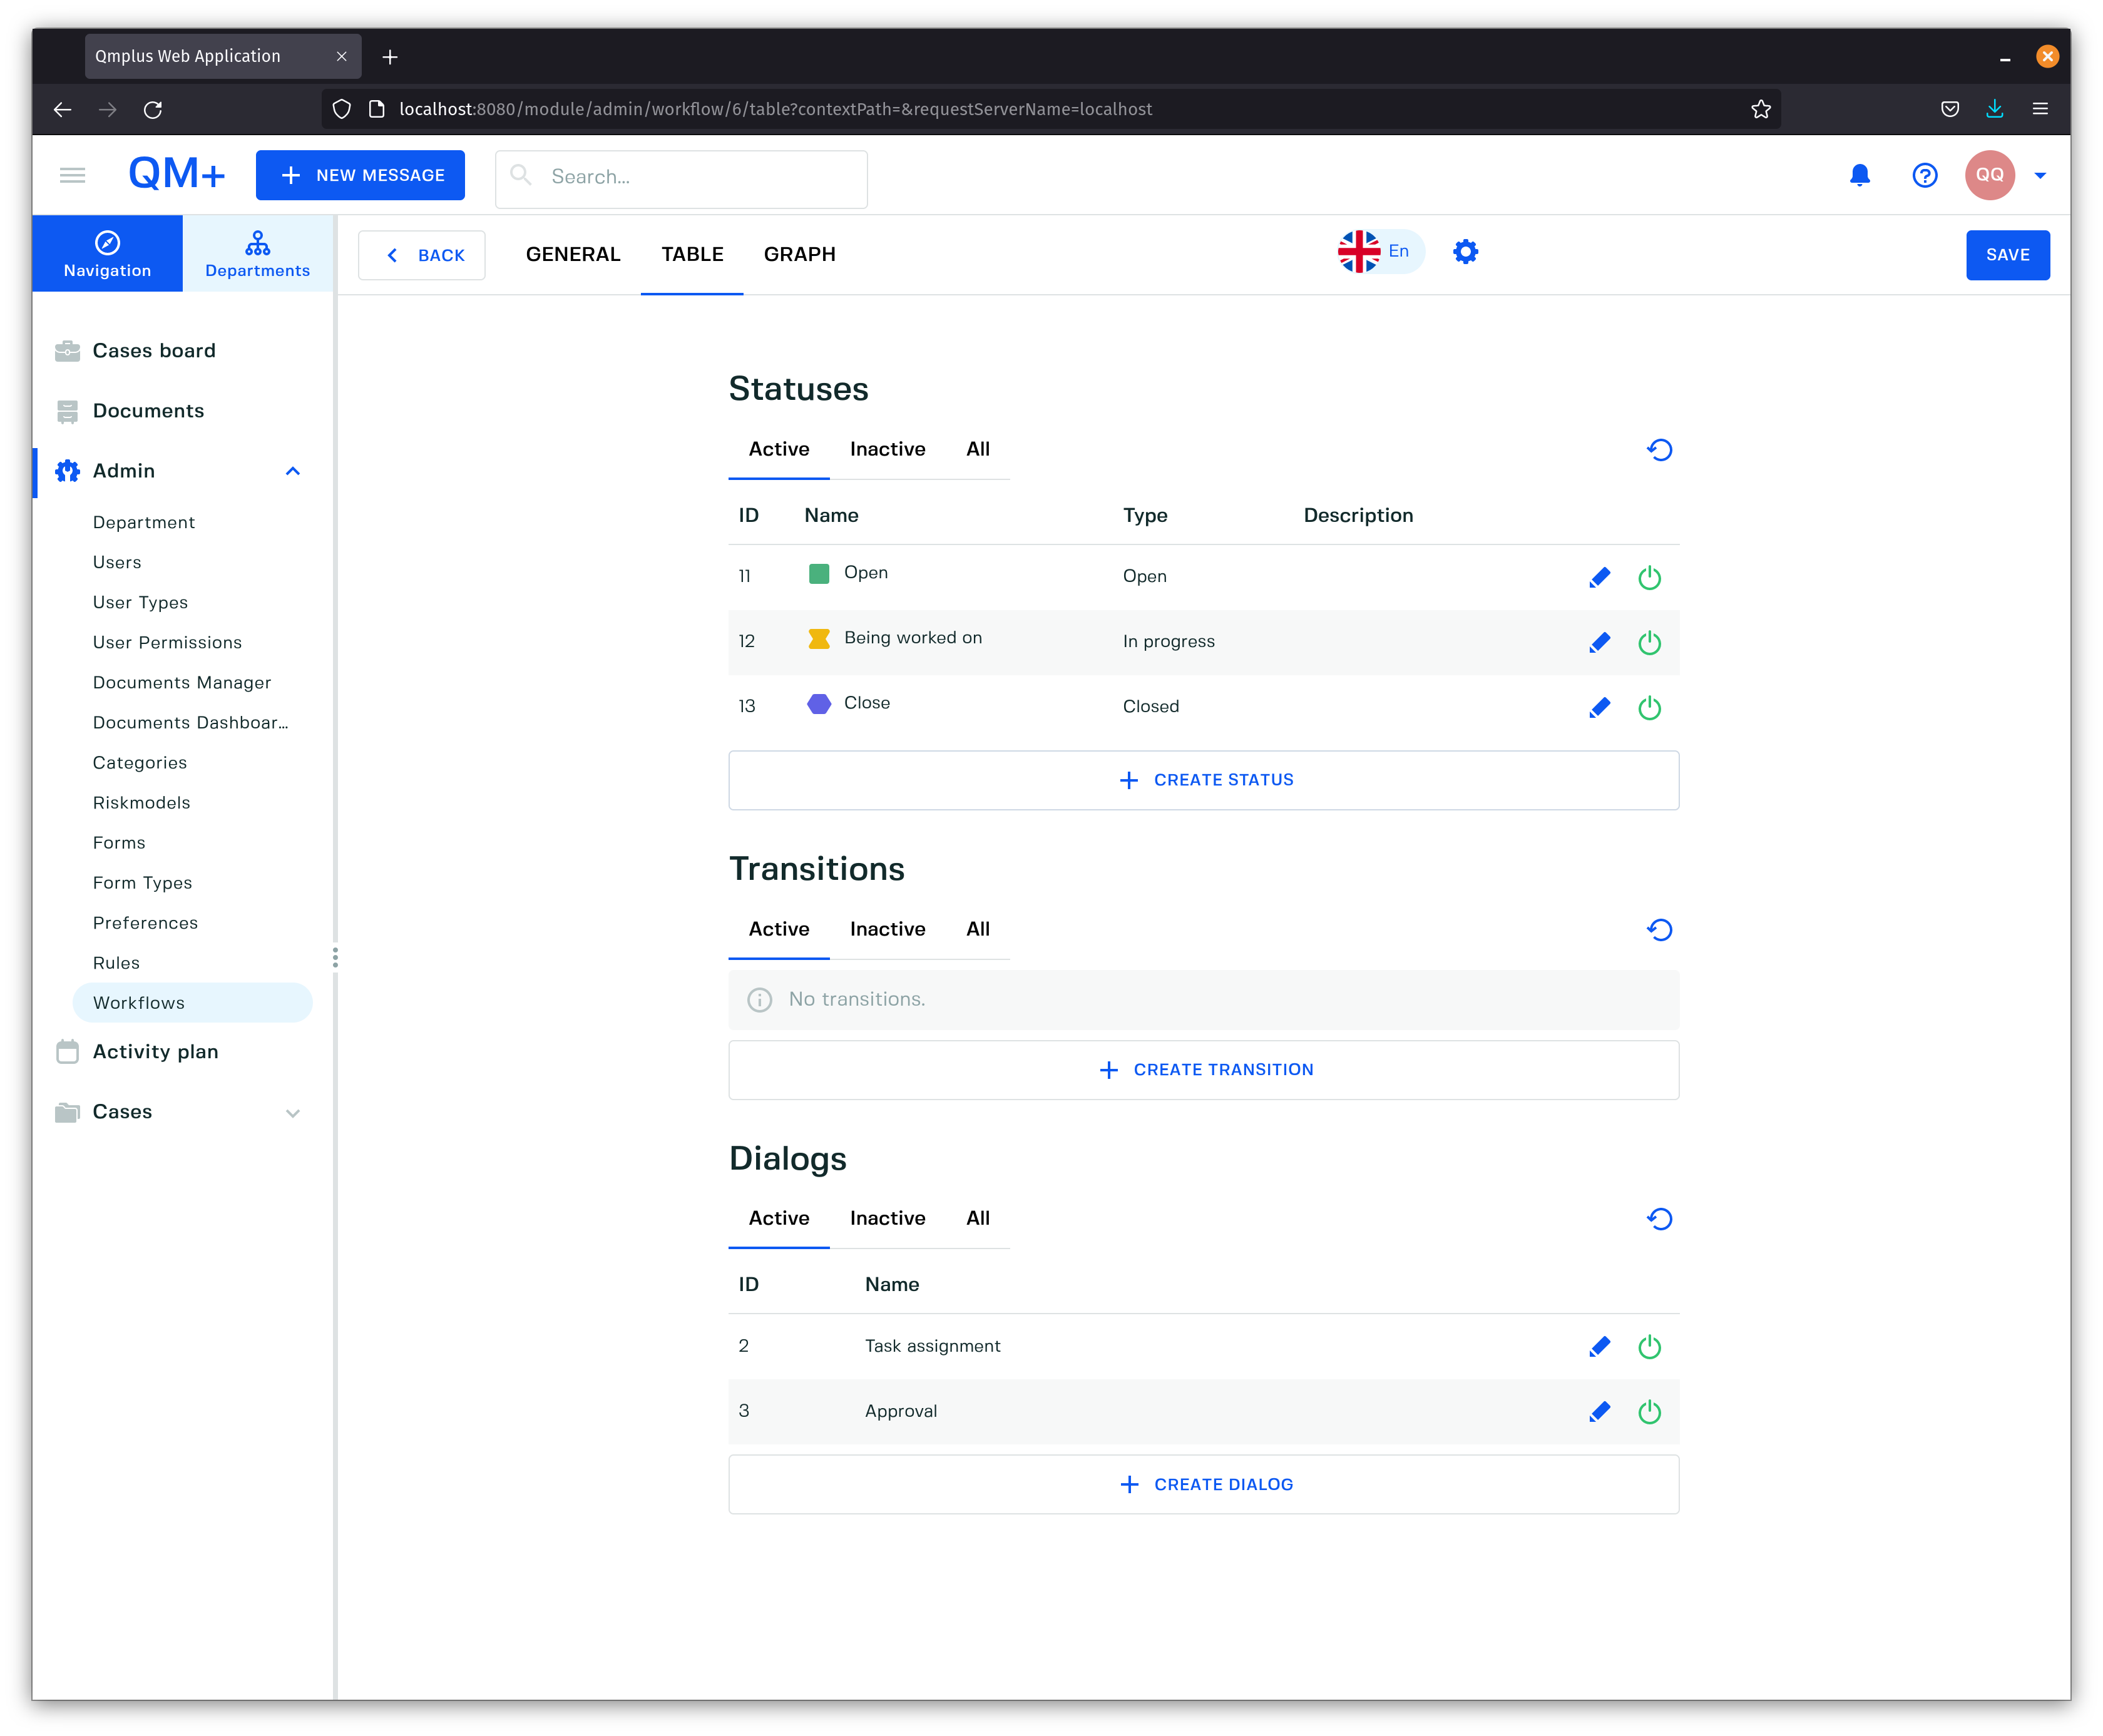 Qmplus Web Application
localhost:8080/module/admin/workflow/6/table?contextPath=&requestServerName=localhost
QM+
NEW MESSAGE
Search...
QQ
Navigation
Departments
BACK
GENERAL
TABLE
GRAPH
En
SAVE
Cases board
Documents
Admin
Department
Users
User Types
User Permissions
Documents Manager
Documents Dashboar...
Categories
Riskmodels
Forms
Form Types
Preferences
Rules
Workflows
Activity plan
Cases
Statuses
Active Inactive All
ID Name Type Description
11 Open Open
12 Being worked on In progress
13 Close Closed
CREATE STATUS
Transitions
Active Inactive All
No transitions.
CREATE TRANSITION
Dialogs
Active Inactive All
ID Name
2 Task assignment
3 Approval
CREATE DIALOG